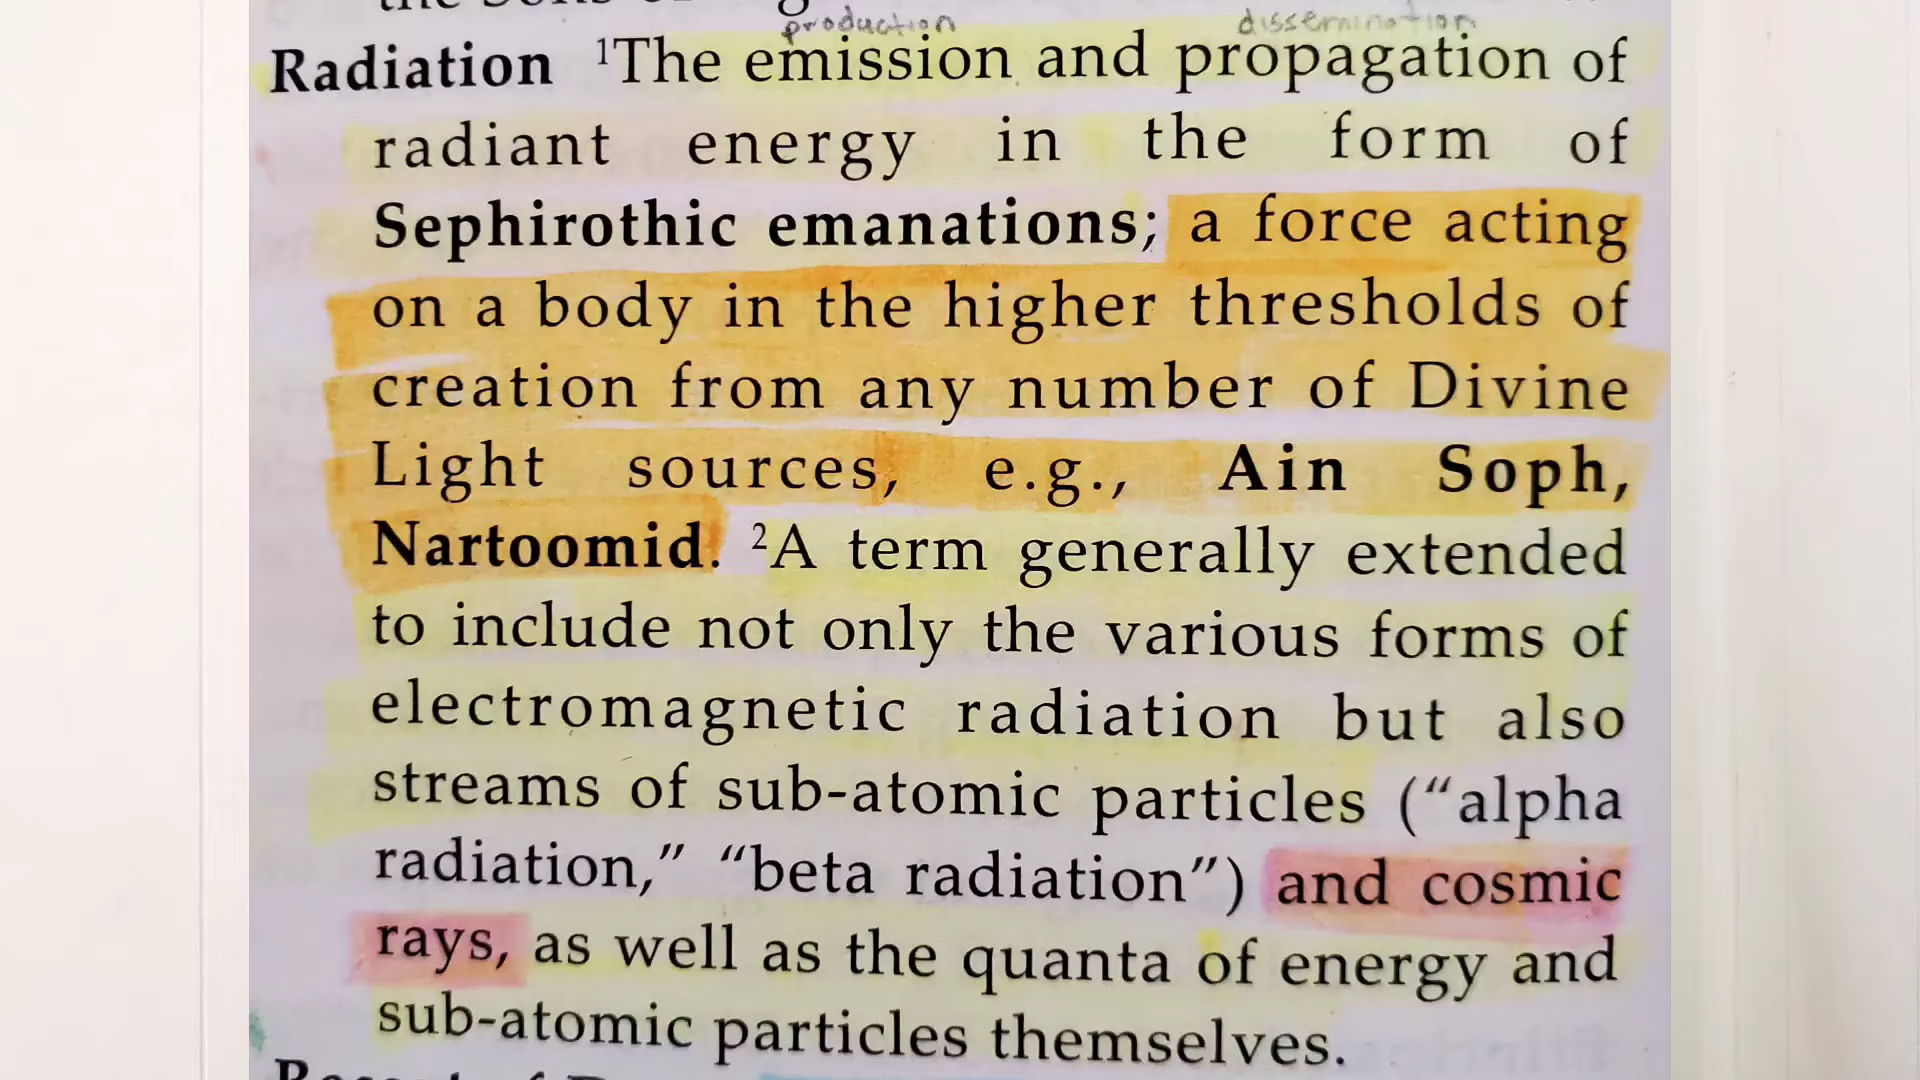 production dissemination
Radiation ¹The emission and propagation of
radiant energy in the form of
Sephirothic emanations; a force acting
on a body in the higher thresholds of
creation from any number of Divine
Light sources, e.g., Ain Soph,
Nartoomid. ²A term generally extended
to include not only the various forms of
electromagnetic radiation but also
streams of sub-atomic particles (“alpha
radiation,” “beta radiation”) and cosmic
rays, as well as the quanta of energy and
sub-atomic particles themselves.